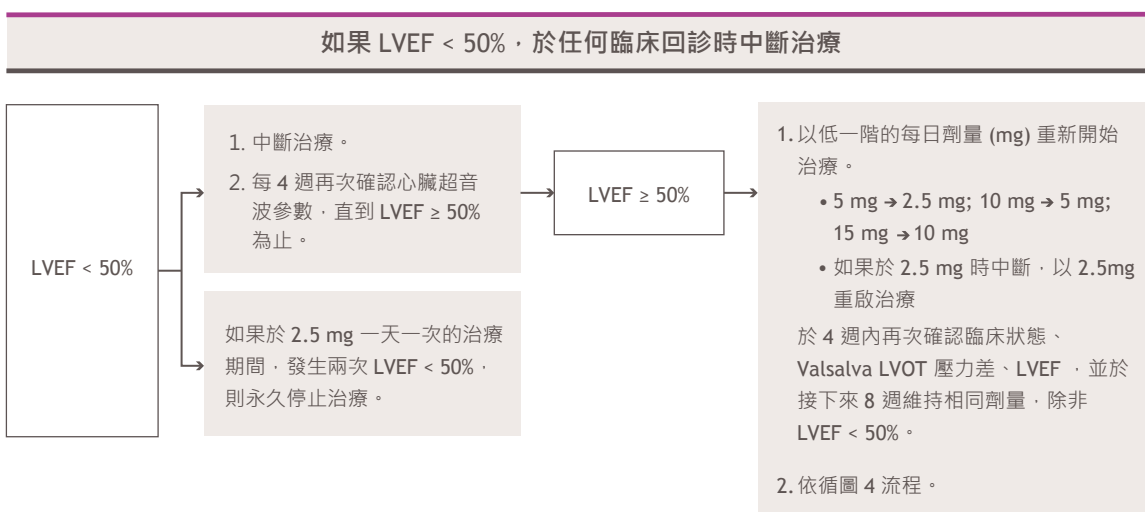 如果 LVEF < 50%，於任何臨床回診時中斷治療
LVEF < 50%
1. 中斷治療。
2. 每 4 週再次確認心臟超音
波參數，直到 LVEF ≥ 50%
為止。
如果於 2.5 mg 一天一次的治療
期間，發生兩次 LVEF < 50%，
則永久停止治療。
LVEF ≥ 50%
1. 以低一階的每日劑量 (mg) 重新開始
治療。
• 5 mg → 2.5 mg; 10 mg → 5 mg;
15 mg → 10 mg
• 如果於 2.5 mg 時中斷，以 2.5mg
重啟治療
於 4 週內再次確認臨床狀態、
Valsalva LVOT 壓力差、LVEF ，並於
接下來 8 週維持相同劑量，除非
LVEF < 50%。
2. 依循圖 4 流程。